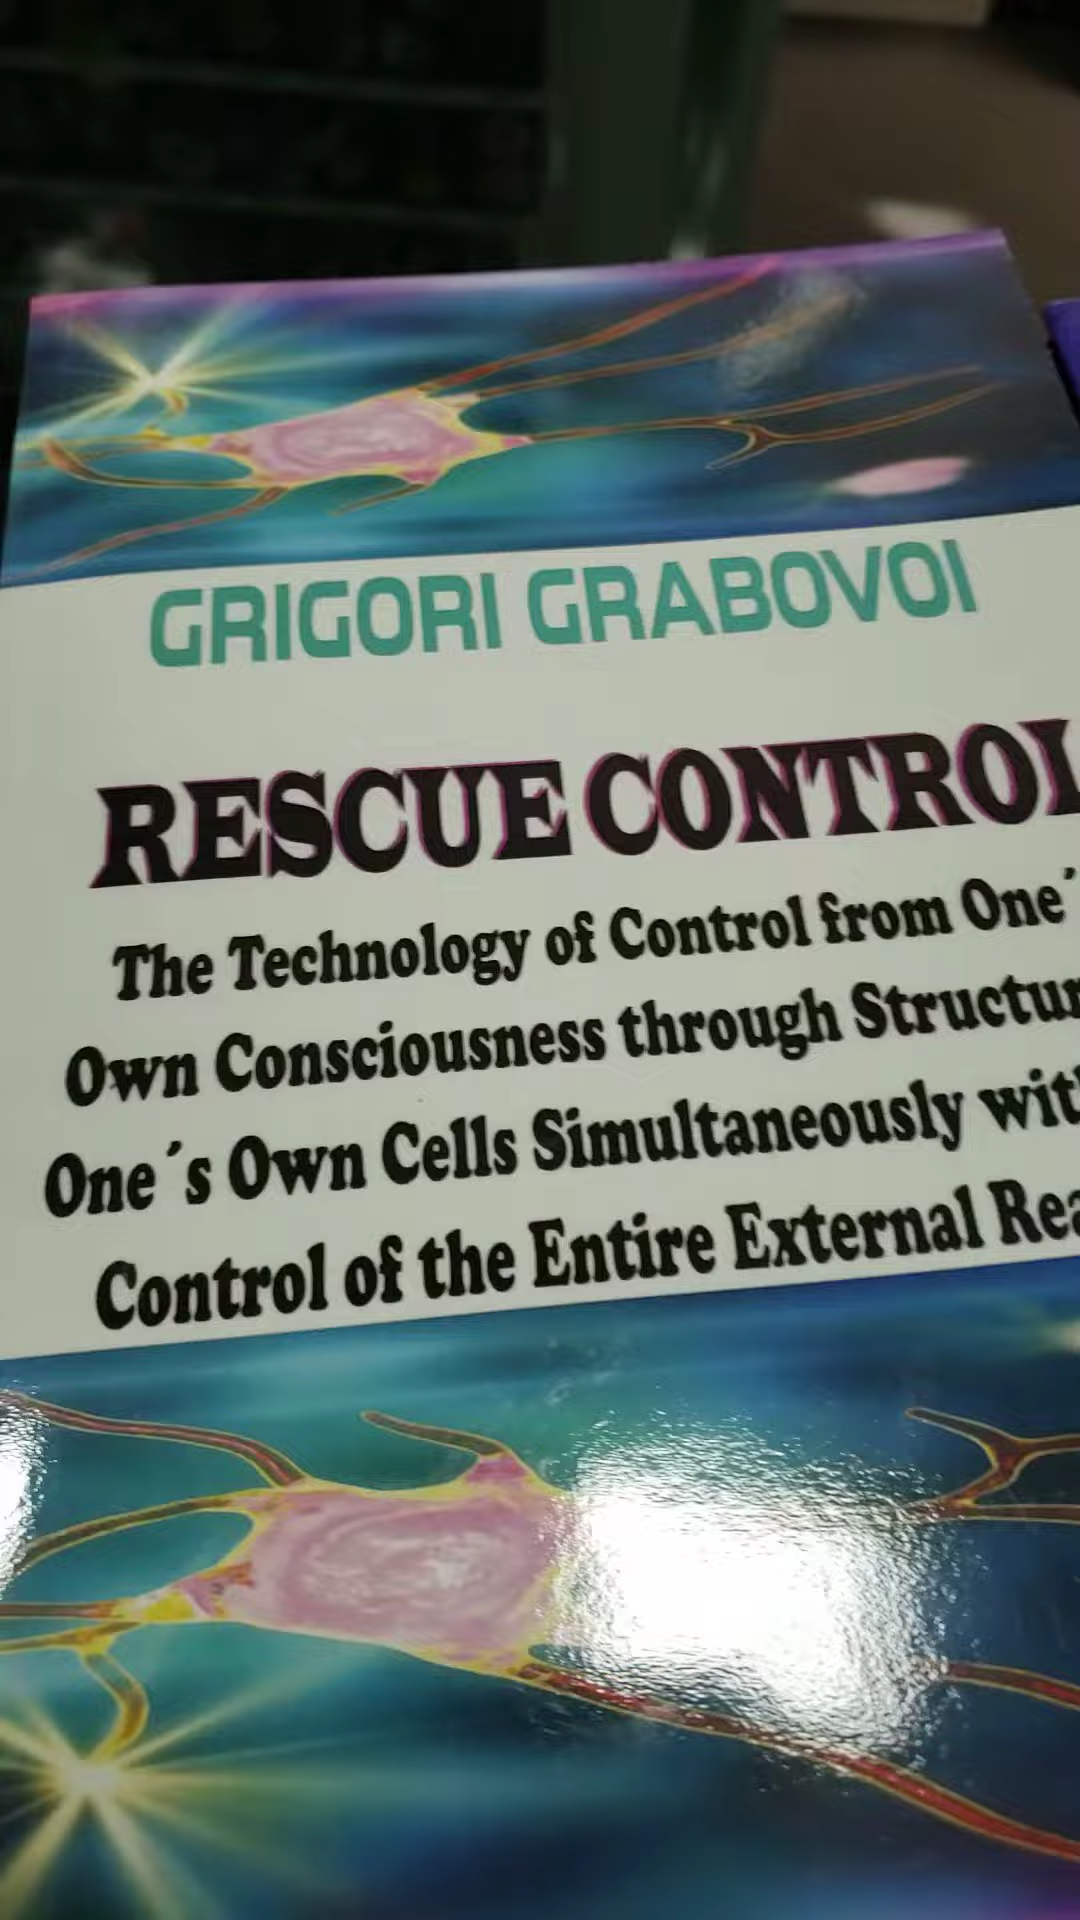 GRIGORI GRABOVOI
RESCUE CONTROL
The Technology of Control from One´
Own Consciousness through Structur
One´s Own Cells Simultaneously with
Control of the Entire External Rea